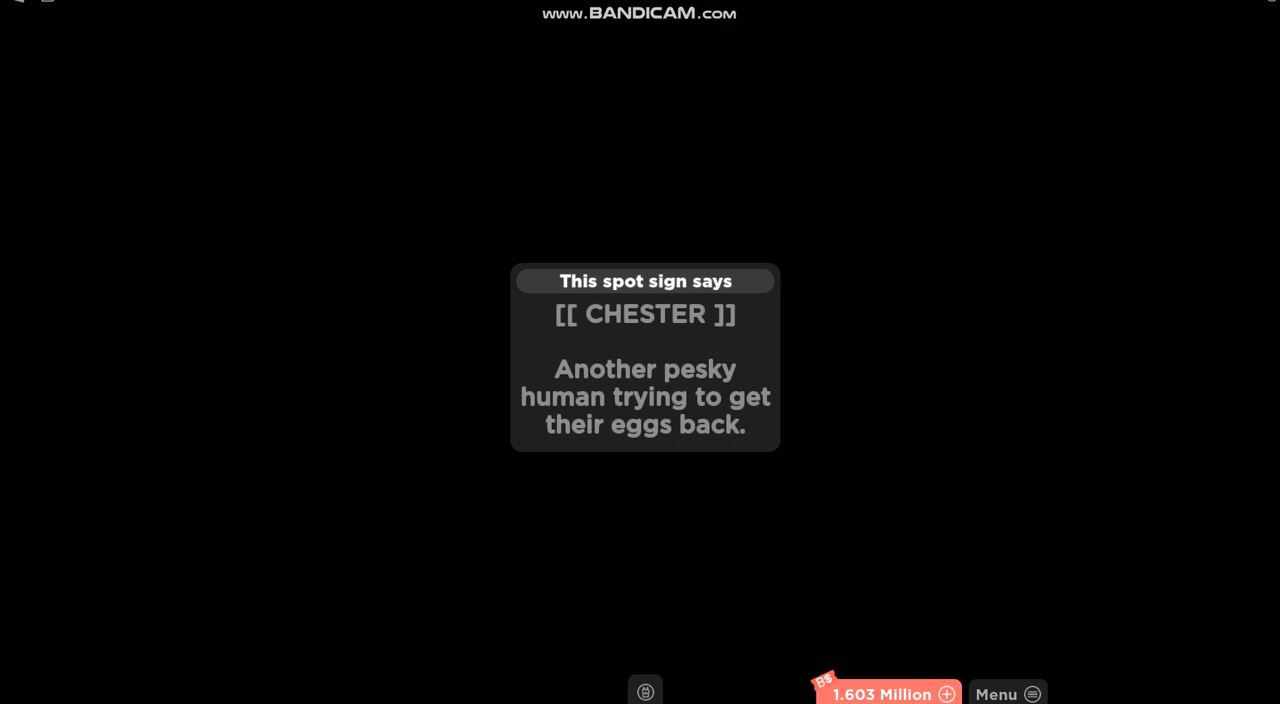 www.BANDICAM.COM
This spot sign says
[[ CHESTER ]]
Another pesky
human trying to get
their eggs back.
B$
1.603 Million
Menu